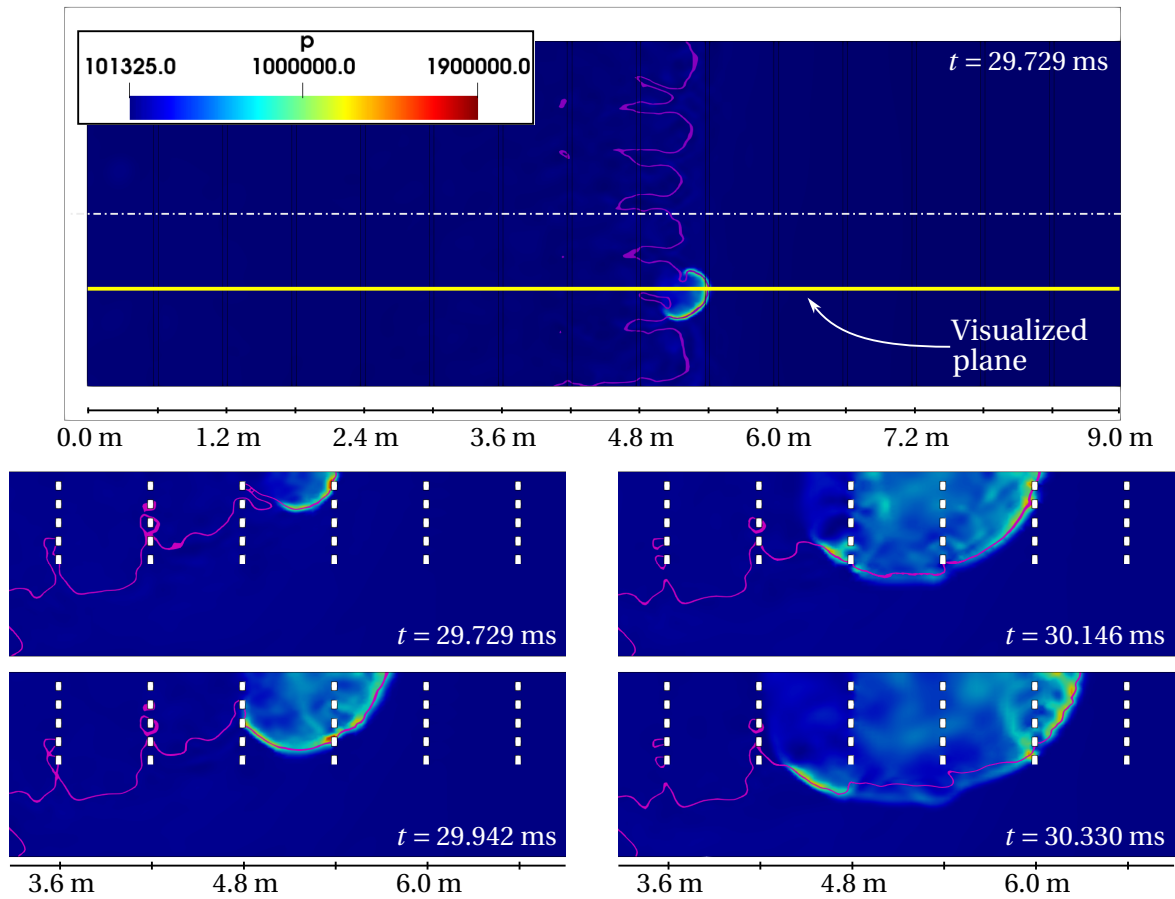 p
101325.0 1000000.0 1900000.0
t = 29.729 ms
Visualized
plane
0.0 m 1.2 m 2.4 m 3.6 m 4.8 m 6.0 m 7.2 m 9.0 m
t = 29.729 ms
t = 30.146 ms
t = 29.942 ms
t = 30.330 ms
3.6 m 4.8 m 6.0 m
3.6 m 4.8 m 6.0 m